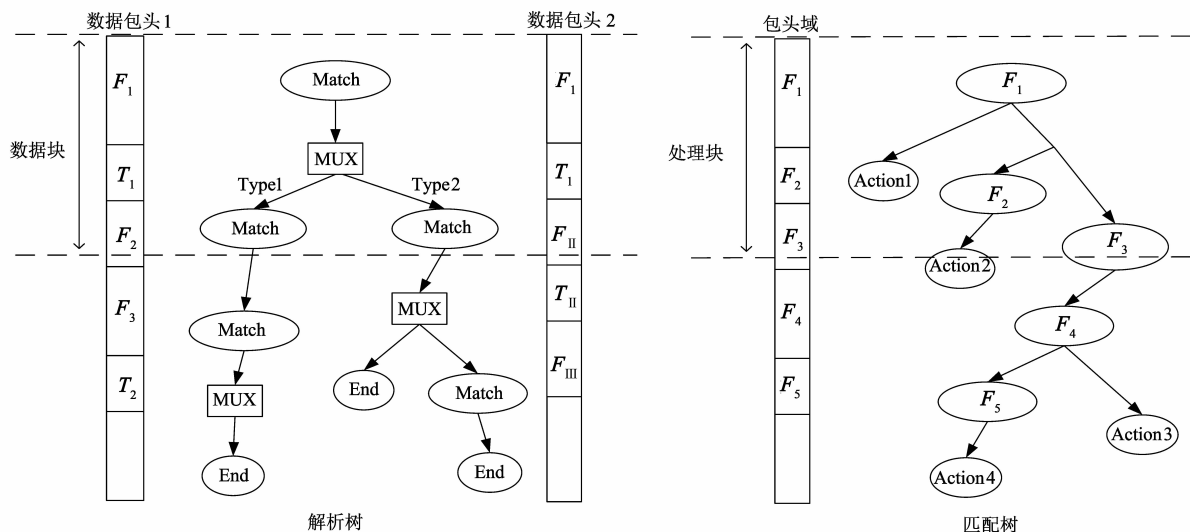 数据包头1
数据包头2
包头域
F₁
Match
F₁
F₁
F₁
数据块
MUX
处理块
T₁
Type1
Type2
T₁
F₂
Action1
F₂
F₂
Match
Match
F_Ⅱ
F₃
F₃
Action2
F₃
Match
MUX
T_Ⅱ
F₄
F₄
T₂
MUX
End
Match
F_Ⅲ
F₅
F₅
Action3
End
End
Action4
解析树
匹配树